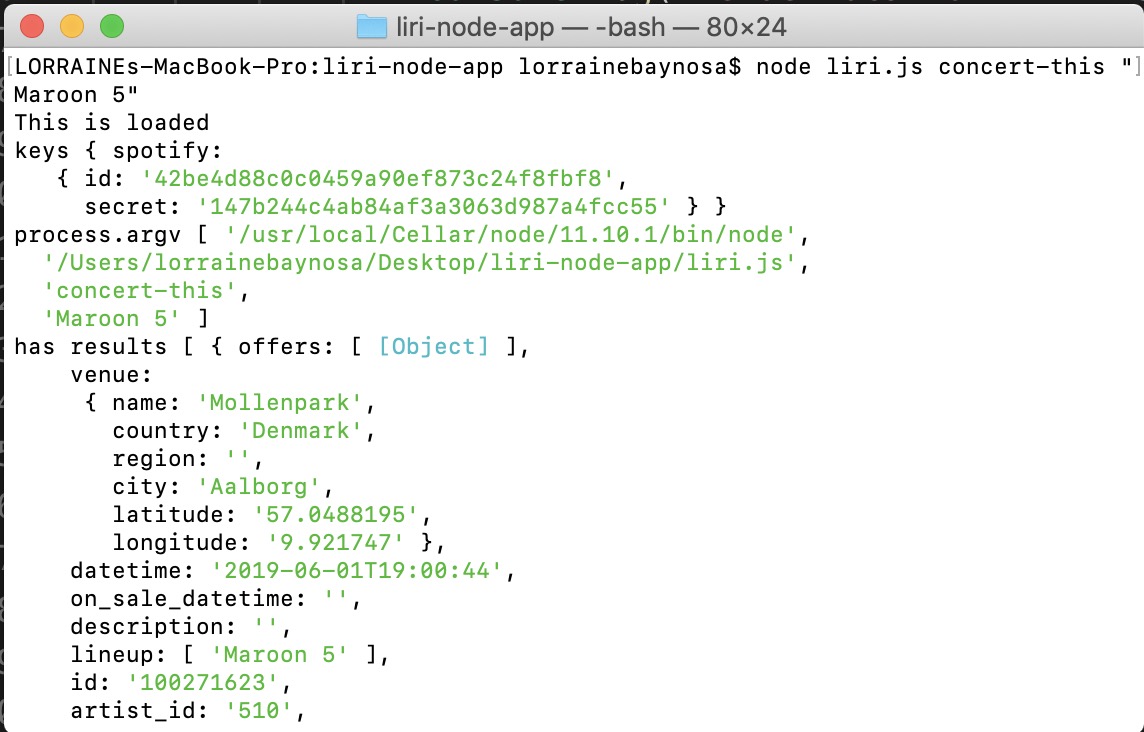 liri-node-app — -bash — 80×24
[LORRAINEs-MacBook-Pro:liri-node-app lorrainebaynosa$ node liri.js concert-this "]
Maroon 5"
This is loaded
keys { spotify:
   { id: '42be4d88c0c0459a90ef873c24f8fbf8',
     secret: '147b244c4ab84af3a3063d987a4fcc55' } }
process.argv [ '/usr/local/Cellar/node/11.10.1/bin/node',
  '/Users/lorrainebaynosa/Desktop/liri-node-app/liri.js',
  'concert-this',
  'Maroon 5' ]
has results [ { offers: [ [Object] ],
    venue:
     { name: 'Mollenpark',
       country: 'Denmark',
       region: '',
       city: 'Aalborg',
       latitude: '57.0488195',
       longitude: '9.921747' },
    datetime: '2019-06-01T19:00:44',
    on_sale_datetime: '',
    description: '',
    lineup: [ 'Maroon 5' ],
    id: '100271623',
    artist_id: '510',